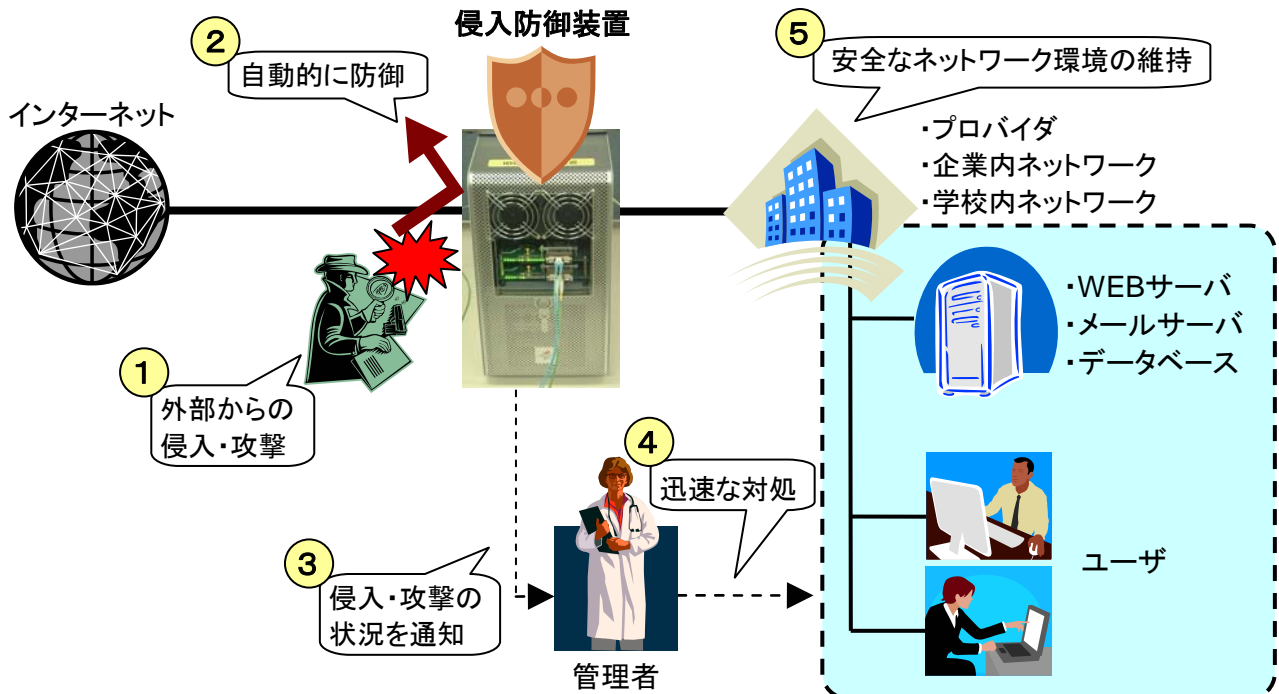 侵入防御装置
②
自動的に防御
⑤
安全なネットワーク環境の維持
インターネット
・プロバイダ
・企業内ネットワーク
・学校内ネットワーク
・WEBサーバ
・メールサーバ
・データベース
①
外部からの
侵入・攻撃
④
迅速な対処
③
侵入・攻撃の
状況を通知
管理者
ユーザ